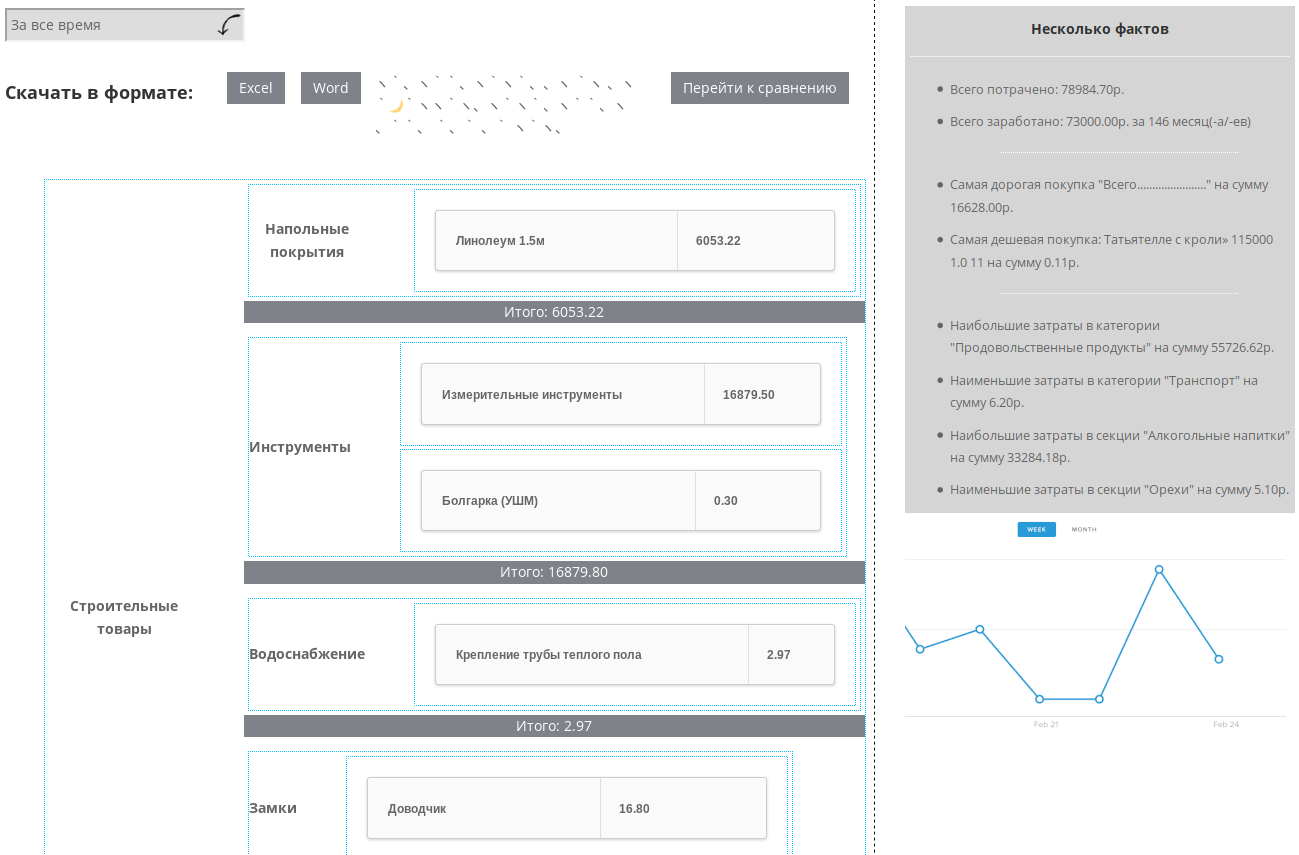 За все время
Скачать в формате:
Excel
Word
Перейти к сравнению
Строительные
товары
Напольные
покрытия
Линолеум 1.5м
6053.22
Итого: 6053.22
Инструменты
Измерительные инструменты
16879.50
Болгарка (УШМ)
0.30
Итого: 16879.80
Водоснабжение
Крепление трубы теплого пола
2.97
Итого: 2.97
Замки
Доводчик
16.80
Несколько фактов
Всего потрачено: 78984.70р.
Всего заработано: 73000.00р. за 146 месяц(-а/-ев)
Самая дорогая покупка "Всего......................." на сумму
16628.00р.
Самая дешевая покупка: Татьятелле с кроли» 115000
1.0 11 на сумму 0.11р.
Наибольшие затраты в категории
"Продовольственные продукты" на сумму 55726.62р.
Наименьшие затраты в категории "Транспорт" на
сумму 6.20р.
Наибольшие затраты в секции "Алкогольные напитки"
на сумму 33284.18р.
Наименьшие затраты в секции "Орехи" на сумму 5.10р.
WEEK
MONTH
Feb 21
Feb 24